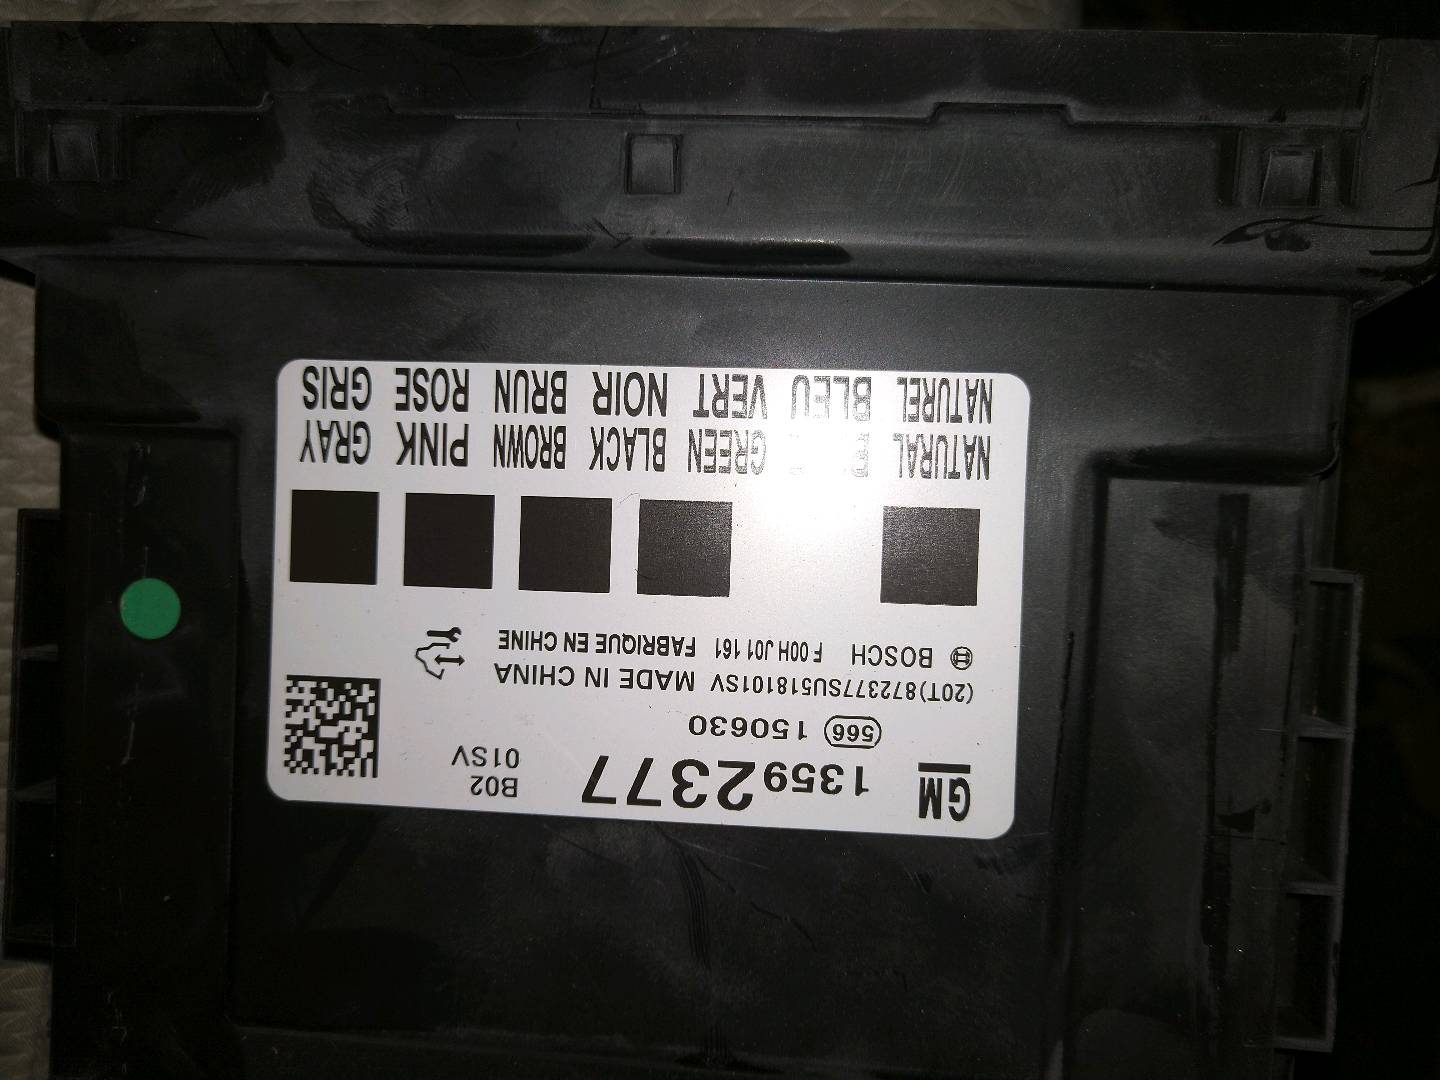 GM 13592377 B02
01SV
566 150630
(20T)872377SU518101SV MADE IN CHINA
BOSCH F 00H J01 161 FABRIQUE EN CHINE
NATURAL GREEN BLACK BROWN PINK GRAY
NATUREL BLEU VERT NOIR BRUN ROSE GRIS